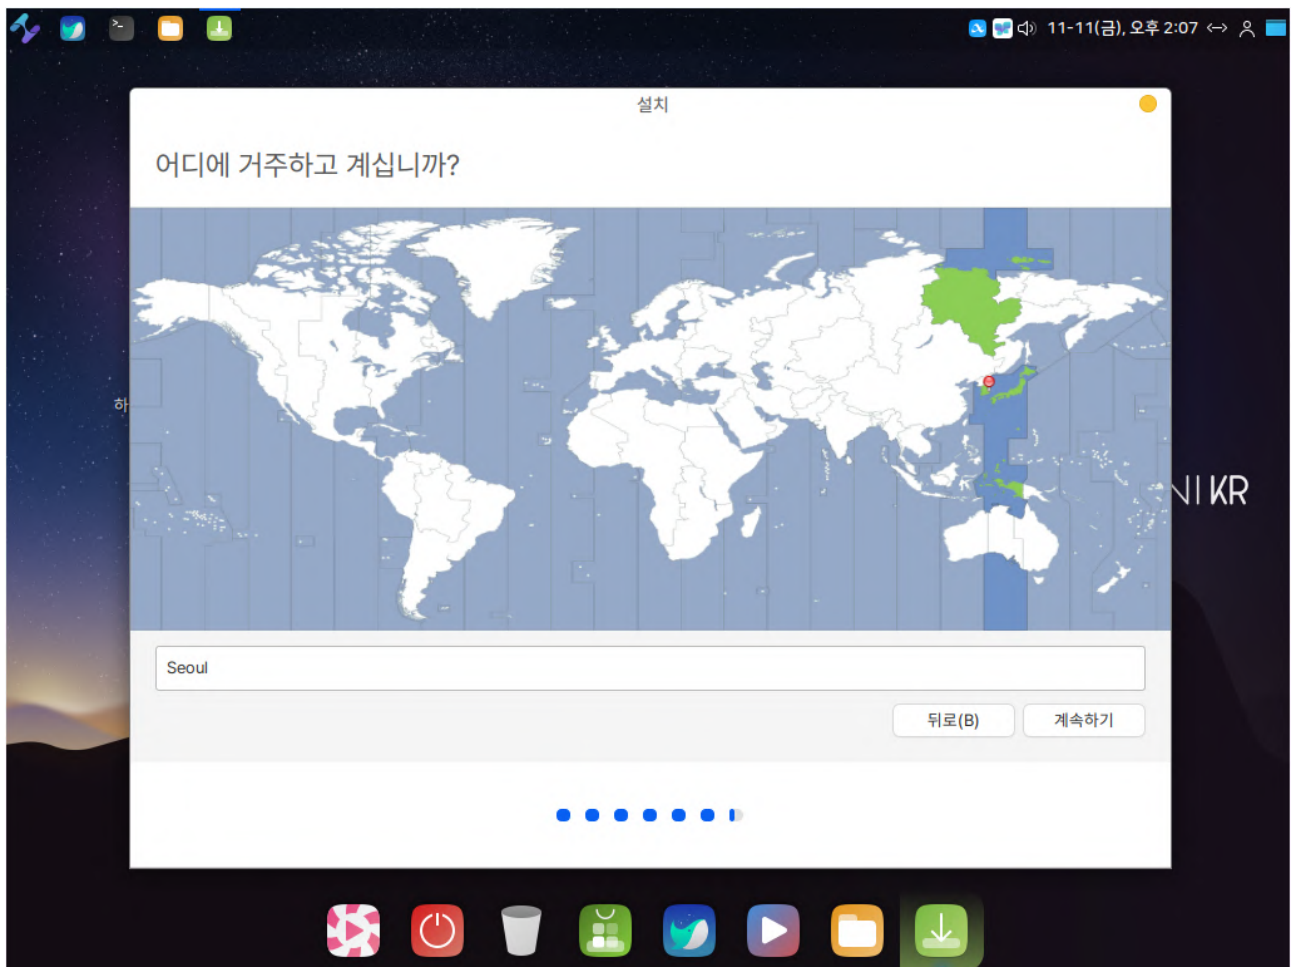 11-11(금), 오후 2:07
설치
어디에 거주하고 계십니까?
하
KR
Seoul
뒤로(B)
계속하기